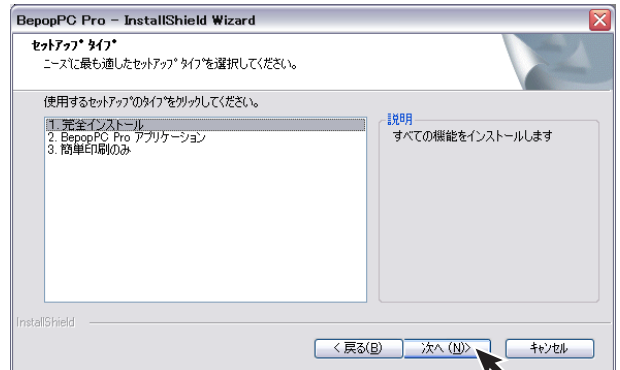 BepopPC Pro - InstallShield Wizard
セットアップ タイプ
ニーズに最も適したセットアップ タイプを選択してください。
使用するセットアップのタイプをクリックしてください。
1. 完全インストール
2. BepopPC Pro アプリケーション
3. 簡単印刷のみ
説明
すべての機能をインストールします
InstallShield
< 戻る(B)
次へ (N)>
キャンセル